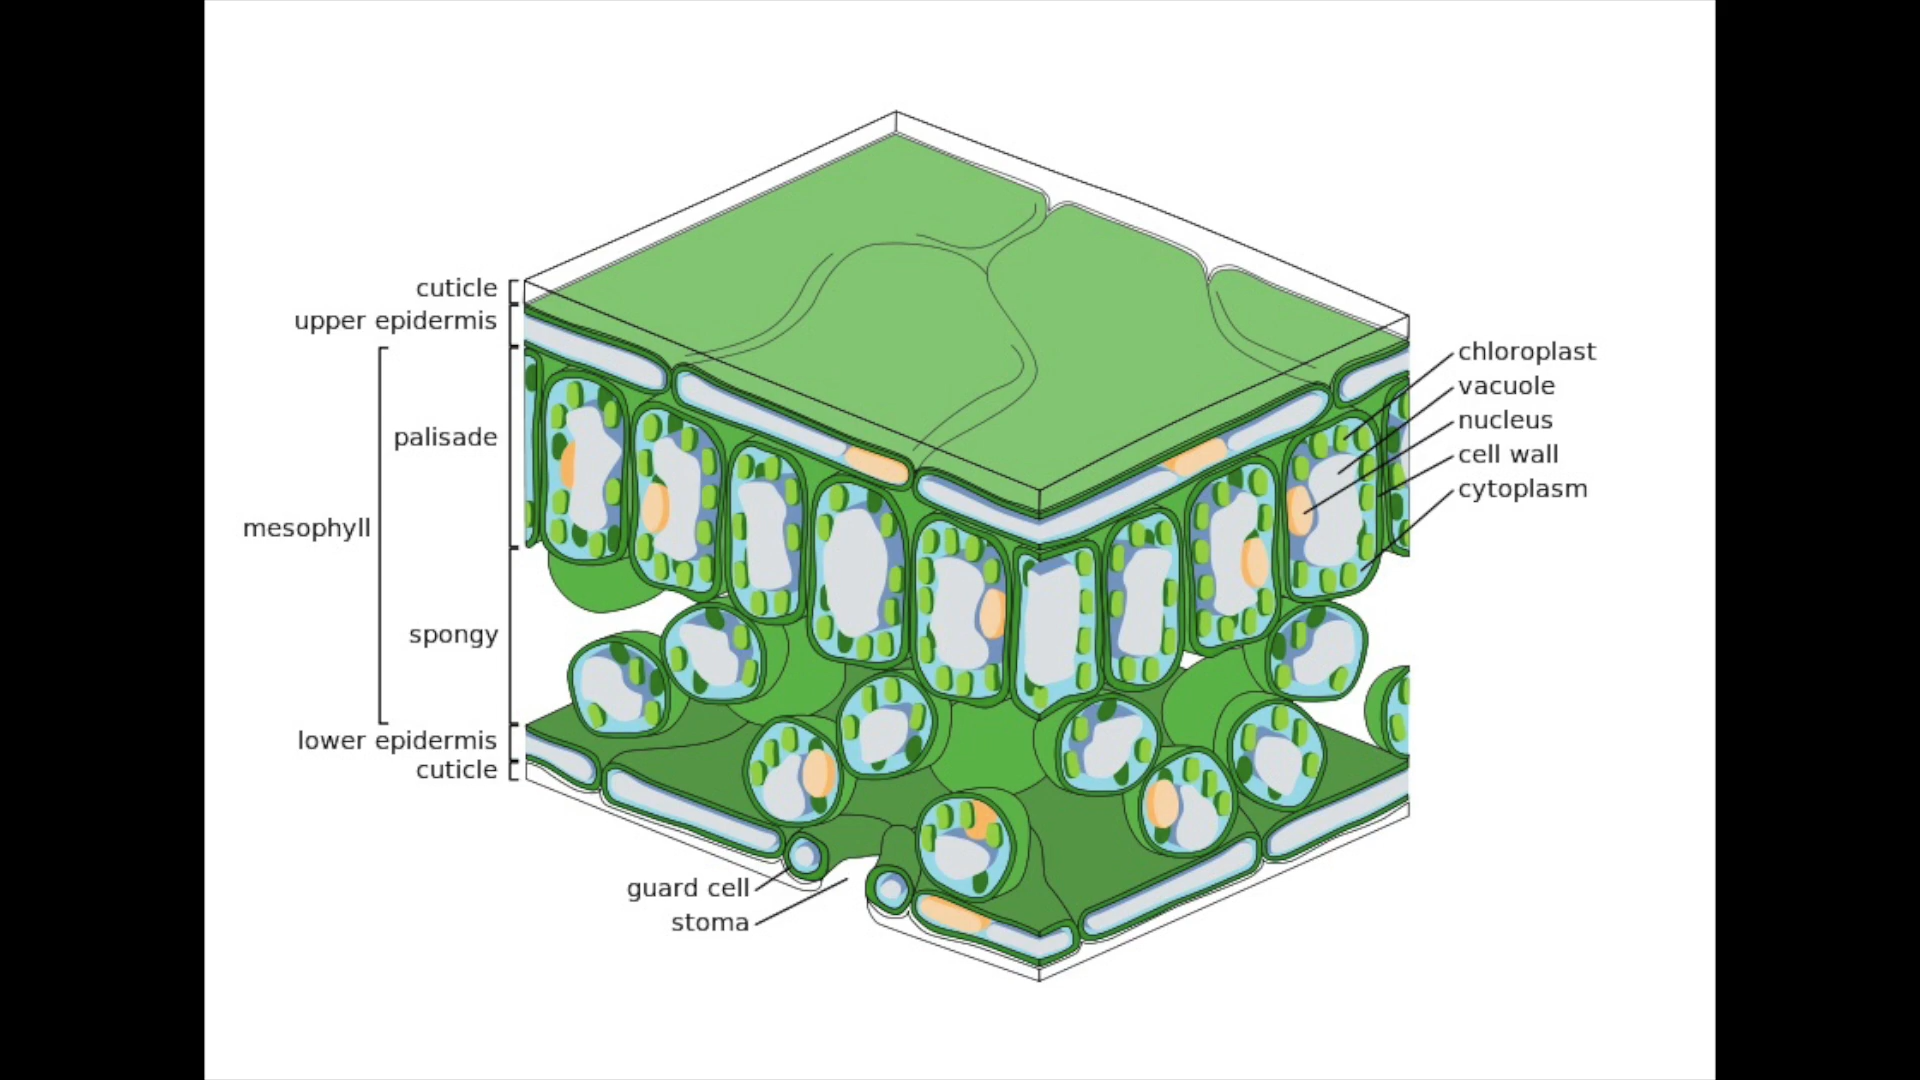 cuticle
upper epidermis
palisade
mesophyll
spongy
lower epidermis
cuticle
guard cell
stoma
chloroplast
vacuole
nucleus
cell wall
cytoplasm